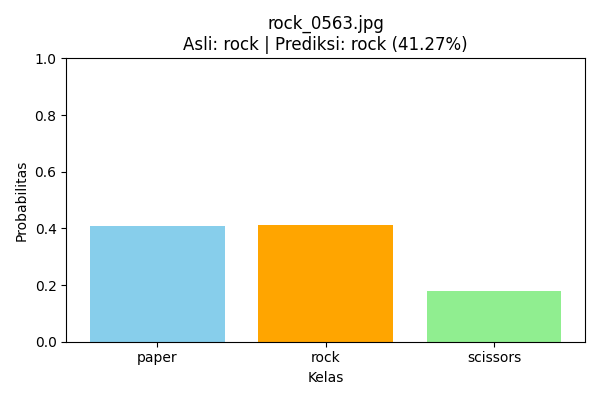 rock_0563.jpg
Asli: rock | Prediksi: rock (41.27%)
1.0
0.8
0.6
0.4
0.2
0.0
Probabilitas
paper rock scissors
Kelas